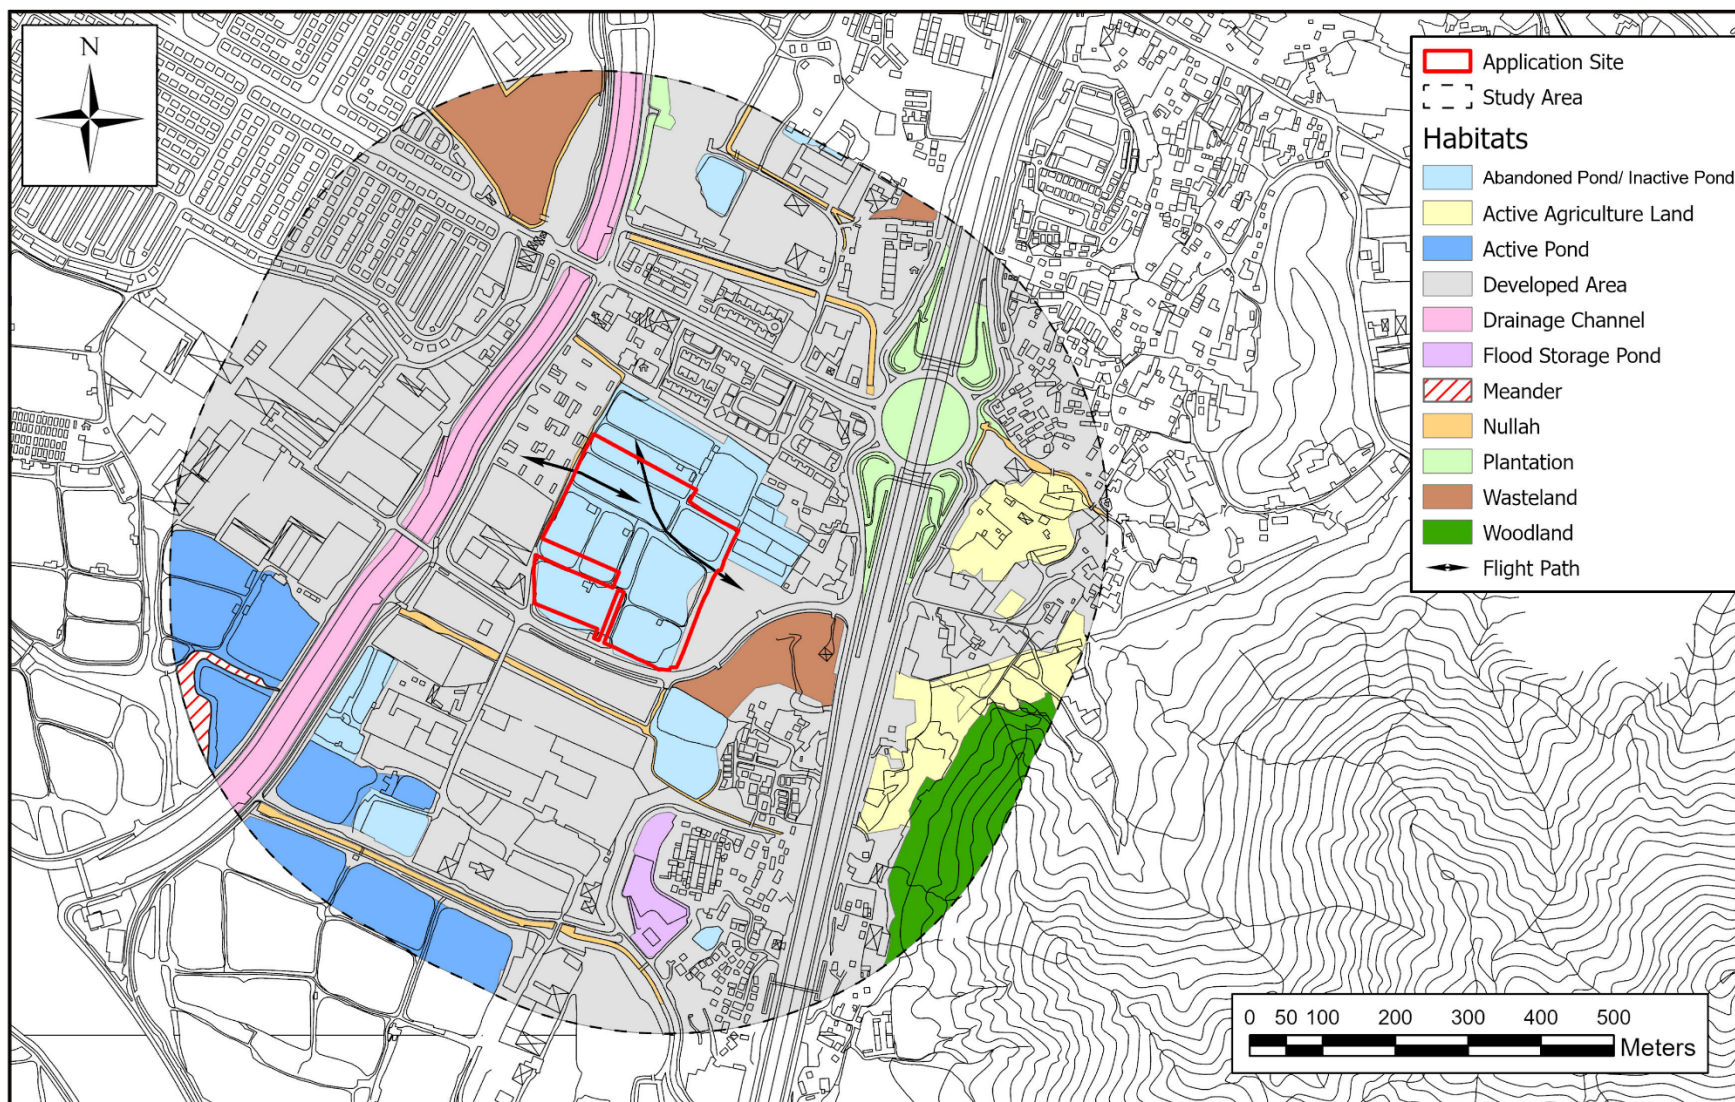 N
Application Site
Study Area
Habitats
Abandoned Pond/ Inactive Pond
Active Agriculture Land
Active Pond
Developed Area
Drainage Channel
Flood Storage Pond
Meander
Nullah
Plantation
Wasteland
Woodland
Flight Path
0 50 100 200 300 400 500
Meters